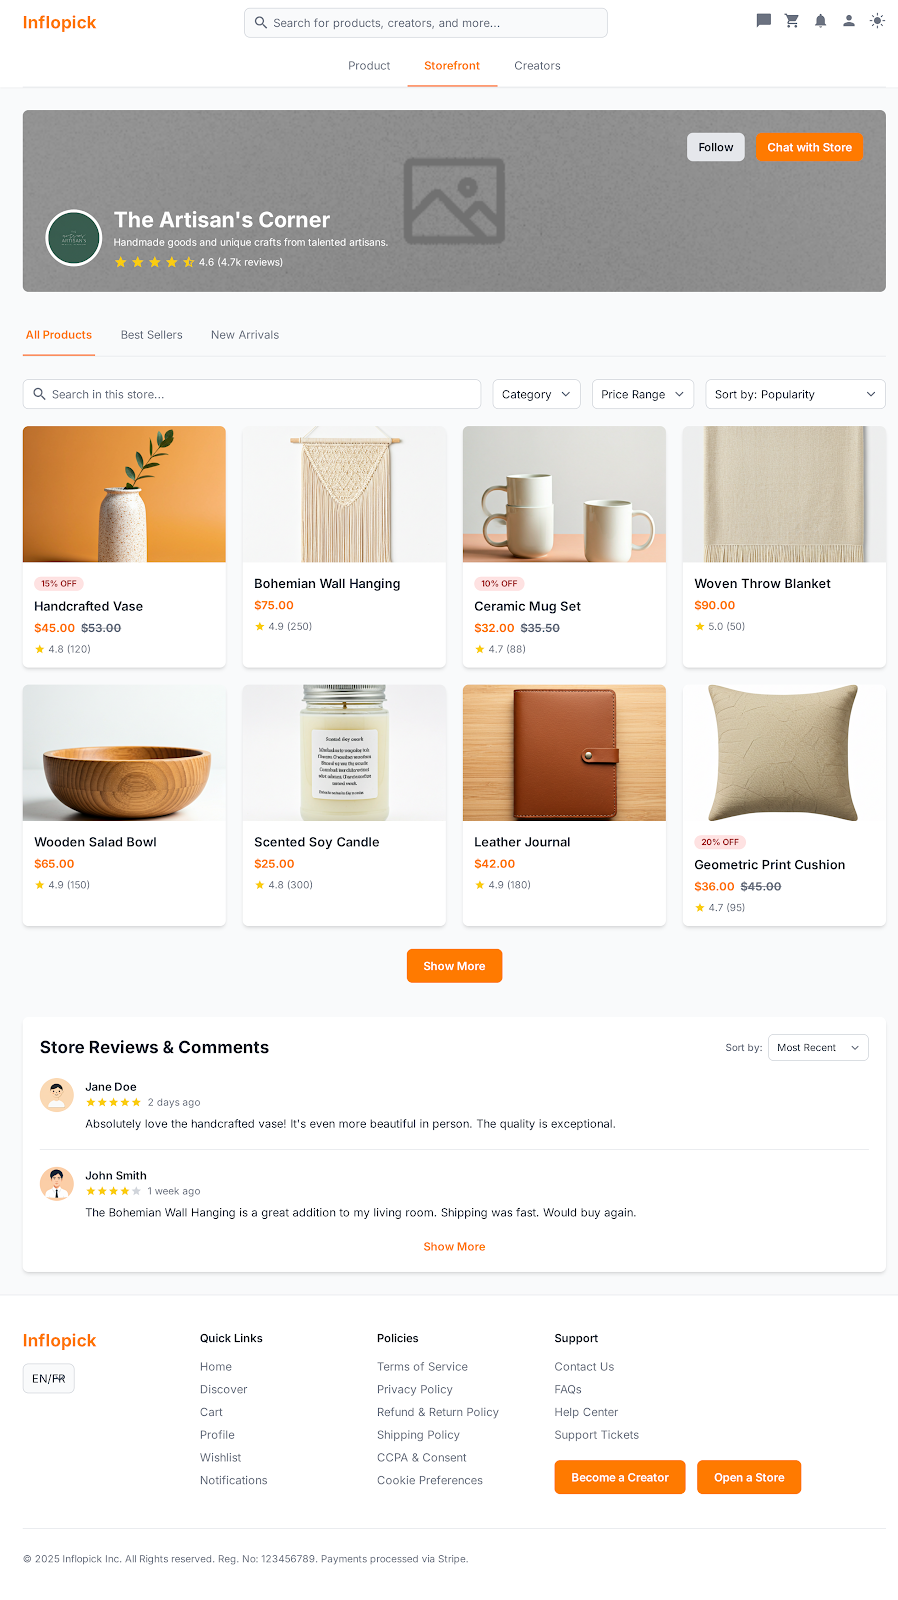 Inflopick
Search for products, creators, and more...
Product Storefront Creators
Follow Chat with Store
ARTISAN'S
The Artisan's Corner
Handmade goods and unique crafts from talented artisans.
4.6 (4.7k reviews)
All Products Best Sellers New Arrivals
Search in this store...
Category Price Range Sort by: Popularity
15% OFF
Handcrafted Vase
$45.00 $53.00
4.8 (120)
Bohemian Wall Hanging
$75.00
4.9 (250)
10% OFF
Ceramic Mug Set
$32.00 $35.50
4.7 (88)
Woven Throw Blanket
$90.00
5.0 (50)
Wooden Salad Bowl
$65.00
4.9 (150)
Scented Soy Candle
$25.00
4.8 (300)
Leather Journal
$42.00
4.9 (180)
20% OFF
Geometric Print Cushion
$36.00 $45.00
4.7 (95)
Show More
Store Reviews & Comments
Sort by: Most Recent
Jane Doe
2 days ago
Absolutely love the handcrafted vase! It's even more beautiful in person. The quality is exceptional.
John Smith
1 week ago
The Bohemian Wall Hanging is a great addition to my living room. Shipping was fast. Would buy again.
Show More
Inflopick
EN/FR
Quick Links
Home
Discover
Cart
Profile
Wishlist
Notifications
Policies
Terms of Service
Privacy Policy
Refund & Return Policy
Shipping Policy
CCPA & Consent
Cookie Preferences
Support
Contact Us
FAQs
Help Center
Support Tickets
Become a Creator Open a Store
© 2025 Inflopick Inc. All Rights reserved. Reg. No: 123456789. Payments processed via Stripe.